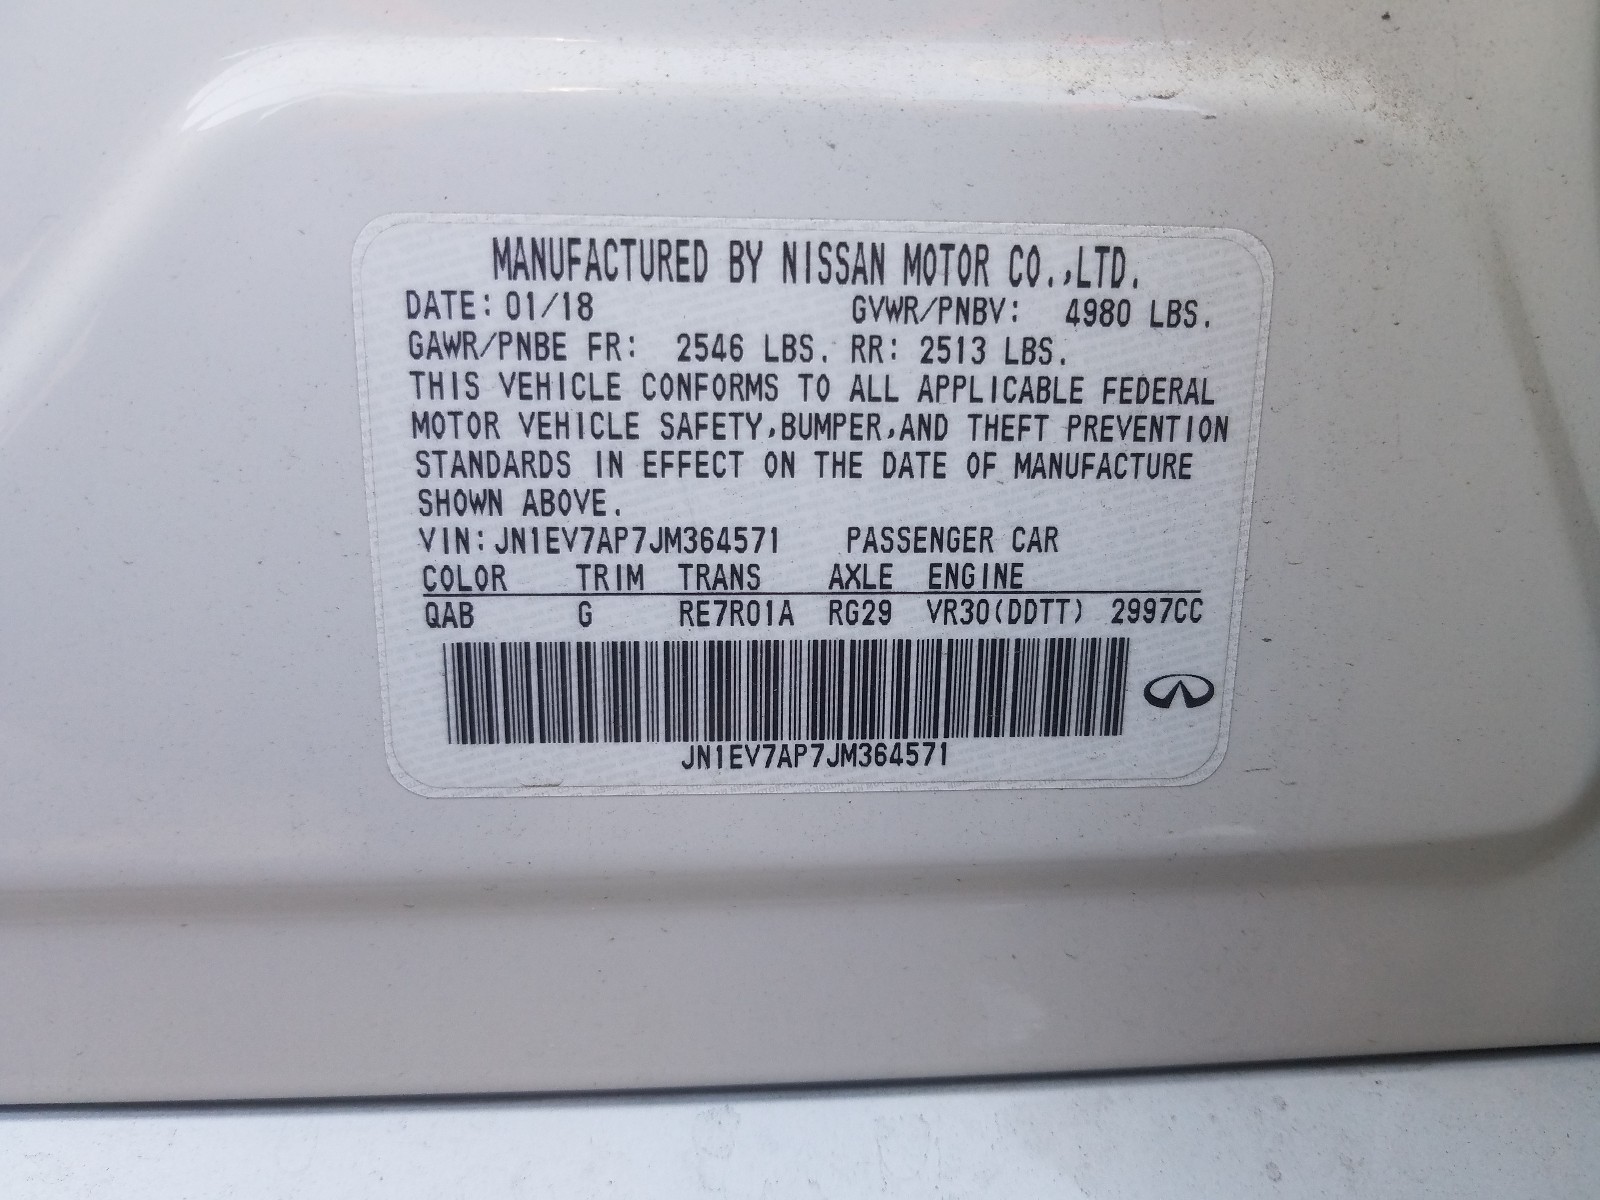 MANUFACTURED BY NISSAN MOTOR CO.,LTD.
DATE: 01/18 GVWR/PNBV: 4980 LBS.
GAWR/PNBE FR: 2546 LBS. RR: 2513 LBS.
THIS VEHICLE CONFORMS TO ALL APPLICABLE FEDERAL
MOTOR VEHICLE SAFETY,BUMPER,AND THEFT PREVENTION
STANDARDS IN EFFECT ON THE DATE OF MANUFACTURE
SHOWN ABOVE.
VIN: JN1EV7AP7JM364571 PASSENGER CAR
COLOR TRIM TRANS AXLE ENGINE
QAB G RE7R01A RG29 VR30(DDTT) 2997CC
JN1EV7AP7JM364571